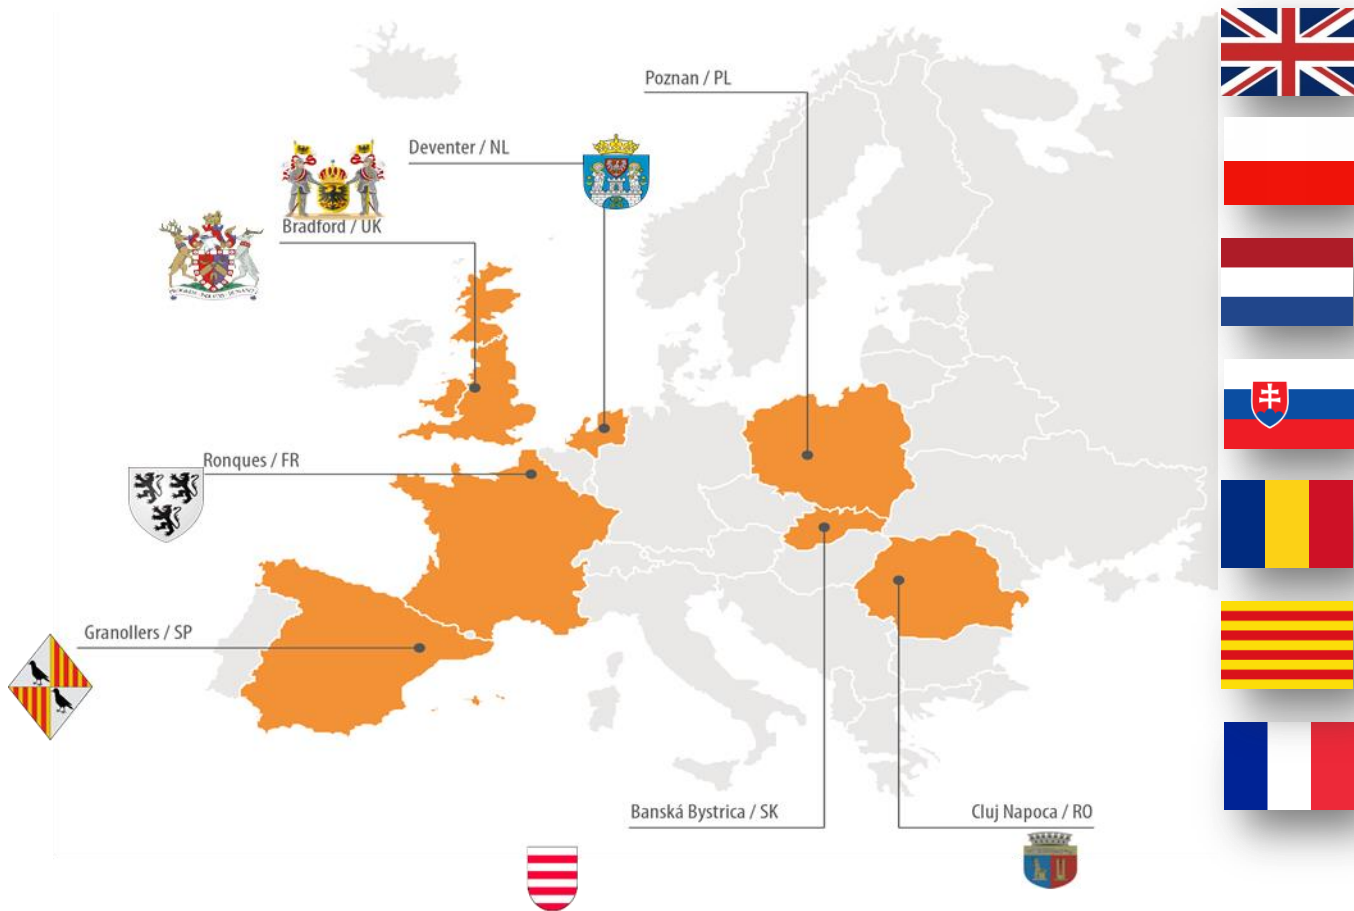 Poznan / PL
Deventer / NL
Bradford / UK
Ronques / FR
Granollers / SP
Banská Bystrica / SK
Cluj Napoca / RO